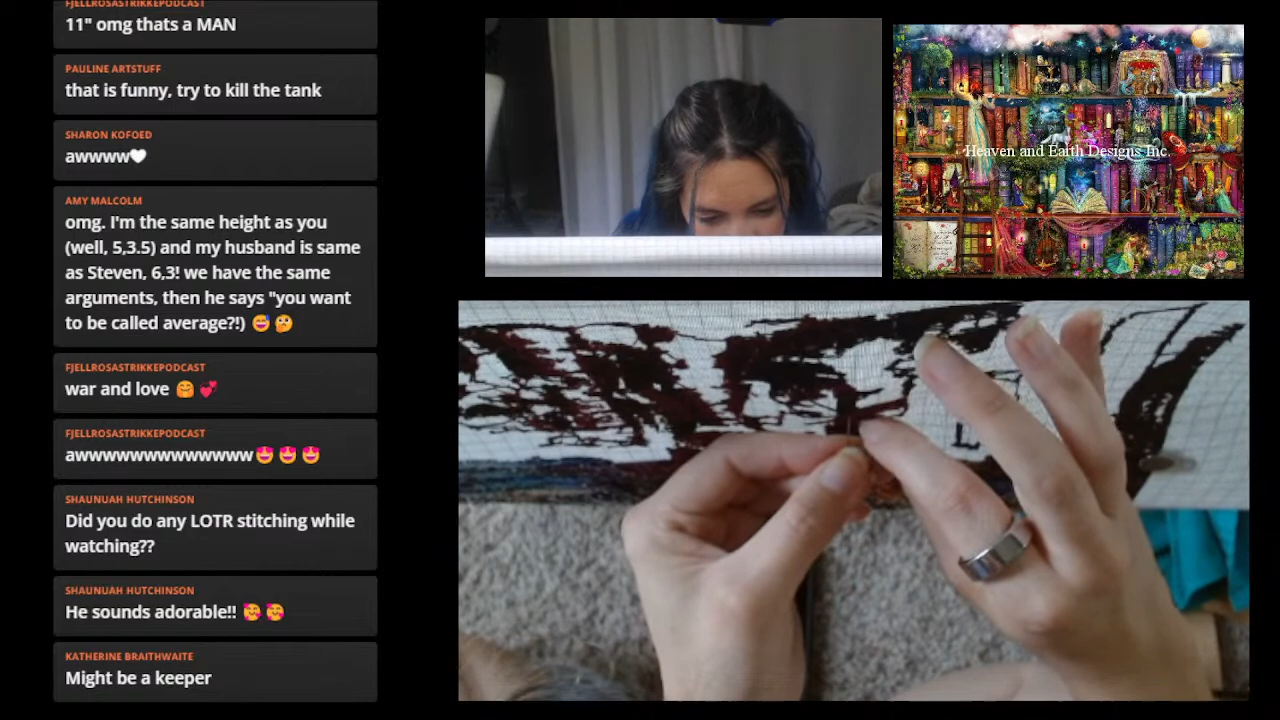 FJELLROSASTRIKKEPODCAST
11" omg thats a MAN
PAULINE ARTSTUFF
that is funny, try to kill the tank
SHARON KOFOED
awwww🤍
AMY MALCOLM
omg. I'm the same height as you
(well, 5,3.5) and my husband is same
as Steven, 6,3! we have the same
arguments, then he says "you want
to be called average?!) 😅 🤔
FJELLROSASTRIKKEPODCAST
war and love 🤗 💕
FJELLROSASTRIKKEPODCAST
awwwwwwwwwwwww🤩 🤩 🤩
SHAUNUAH HUTCHINSON
Did you do any LOTR stitching while
watching??
SHAUNUAH HUTCHINSON
He sounds adorable!! 🥰 🥰
KATHERINE BRAITHWAITE
Might be a keeper
Heaven and Earth Designs Inc.